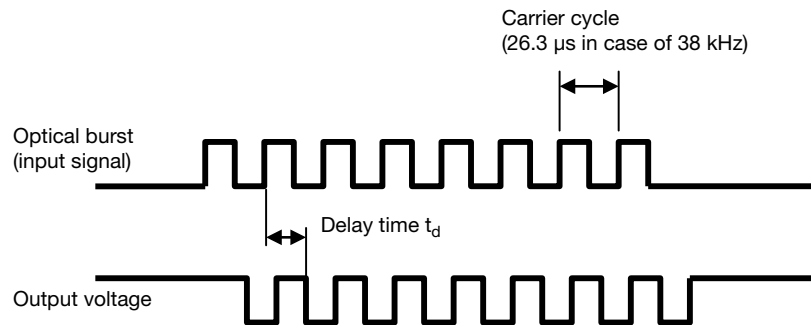 Carrier cycle
(26.3 µs in case of 38 kHz)
Optical burst
(input signal)
Delay time td
Output voltage